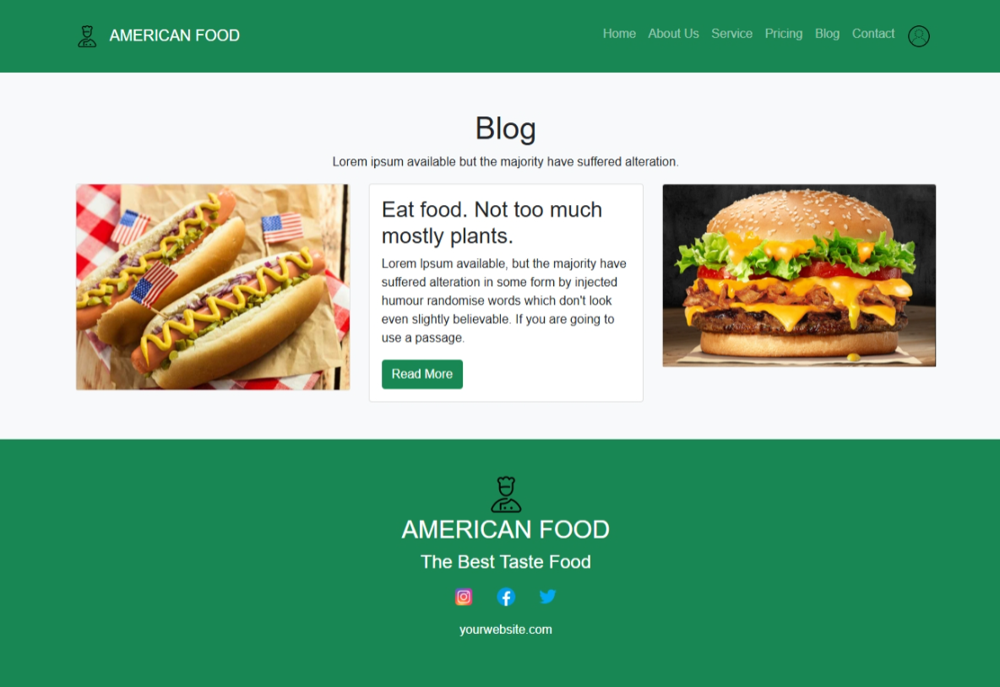 AMERICAN FOOD
Home About Us Service Pricing Blog Contact
Blog
Lorem ipsum available but the majority have suffered alteration.
Eat food. Not too much
mostly plants.
Lorem Ipsum available, but the majority have
suffered alteration in some form by injected
humour randomise words which don't look
even slightly believable. If you are going to
use a passage.
Read More
AMERICAN FOOD
The Best Taste Food
yourwebsite.com